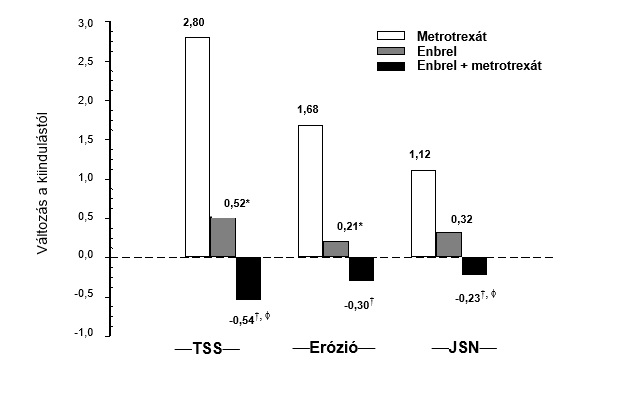 Változás a kiindulástól
3,0
2,5
2,0
1,5
1,0
0,5
0,0
-0,5
-1,0
Metrotrexát
Enbrel
Enbrel + metrotrexát
2,80
0,52*
-0,54†, ϕ
1,68
0,21*
-0,30†
1,12
0,32
-0,23†, ϕ
TSS
Erózió
JSN